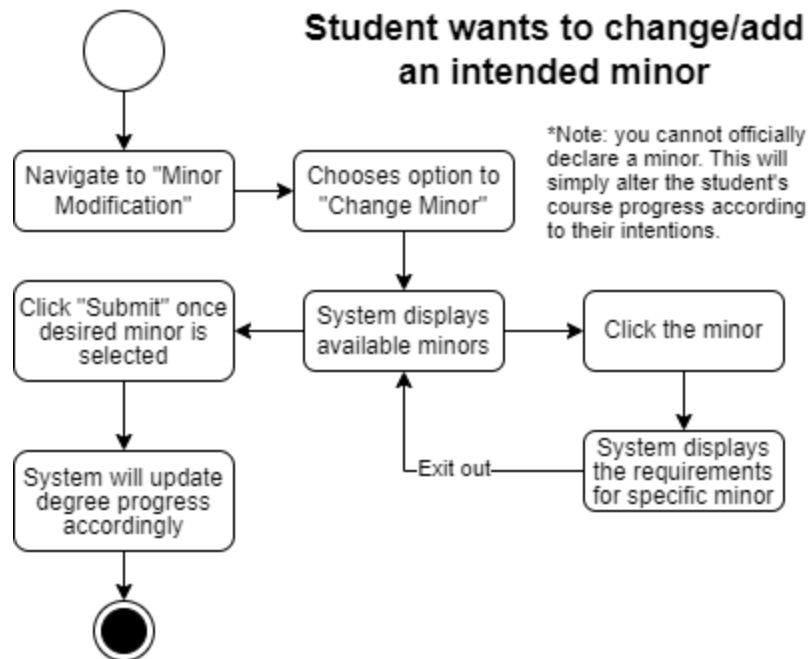 Student wants to change/add
an intended minor
*Note: you cannot officially
declare a minor. This will
simply alter the student's
course progress according
to their intentions.
Navigate to "Minor
Modification"
Chooses option to
"Change Minor"
Click "Submit" once
desired minor is
selected
System displays
available minors
Click the minor
System will update
degree progress
accordingly
Exit out
System displays
the requirements
for specific minor